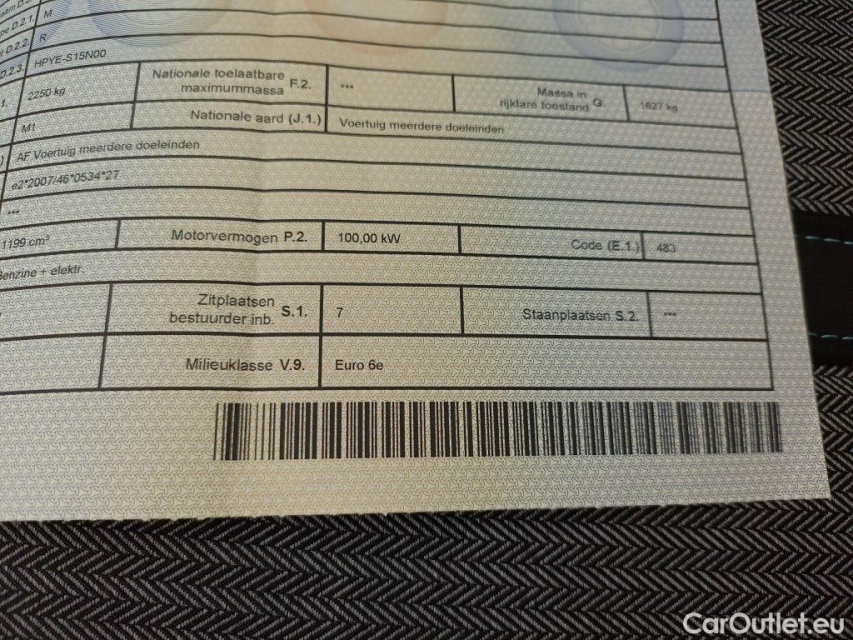 D.2.1. M
D.2.2. R
D.2.3. HPYE-S15N00
2250 kg Nationale toelaatbare maximummassa F.2. --- Massa in rijklare toestand G. 1627 kg
M1 Nationale aard (J.1.) Voertuig meerdere doeleinden
AF Voertuig meerdere doeleinden
e2*2007/46*0534*27
---
1199 cm³ Motorvermogen P.2. 100,00 kW Code (E.1.) 483
Benzine + elektr.
Zitplaatsen bestuurder inb. S.1. 7 Staanplaatsen S.2. ---
Milieuklasse V.9. Euro 6e
CarOutlet.eu